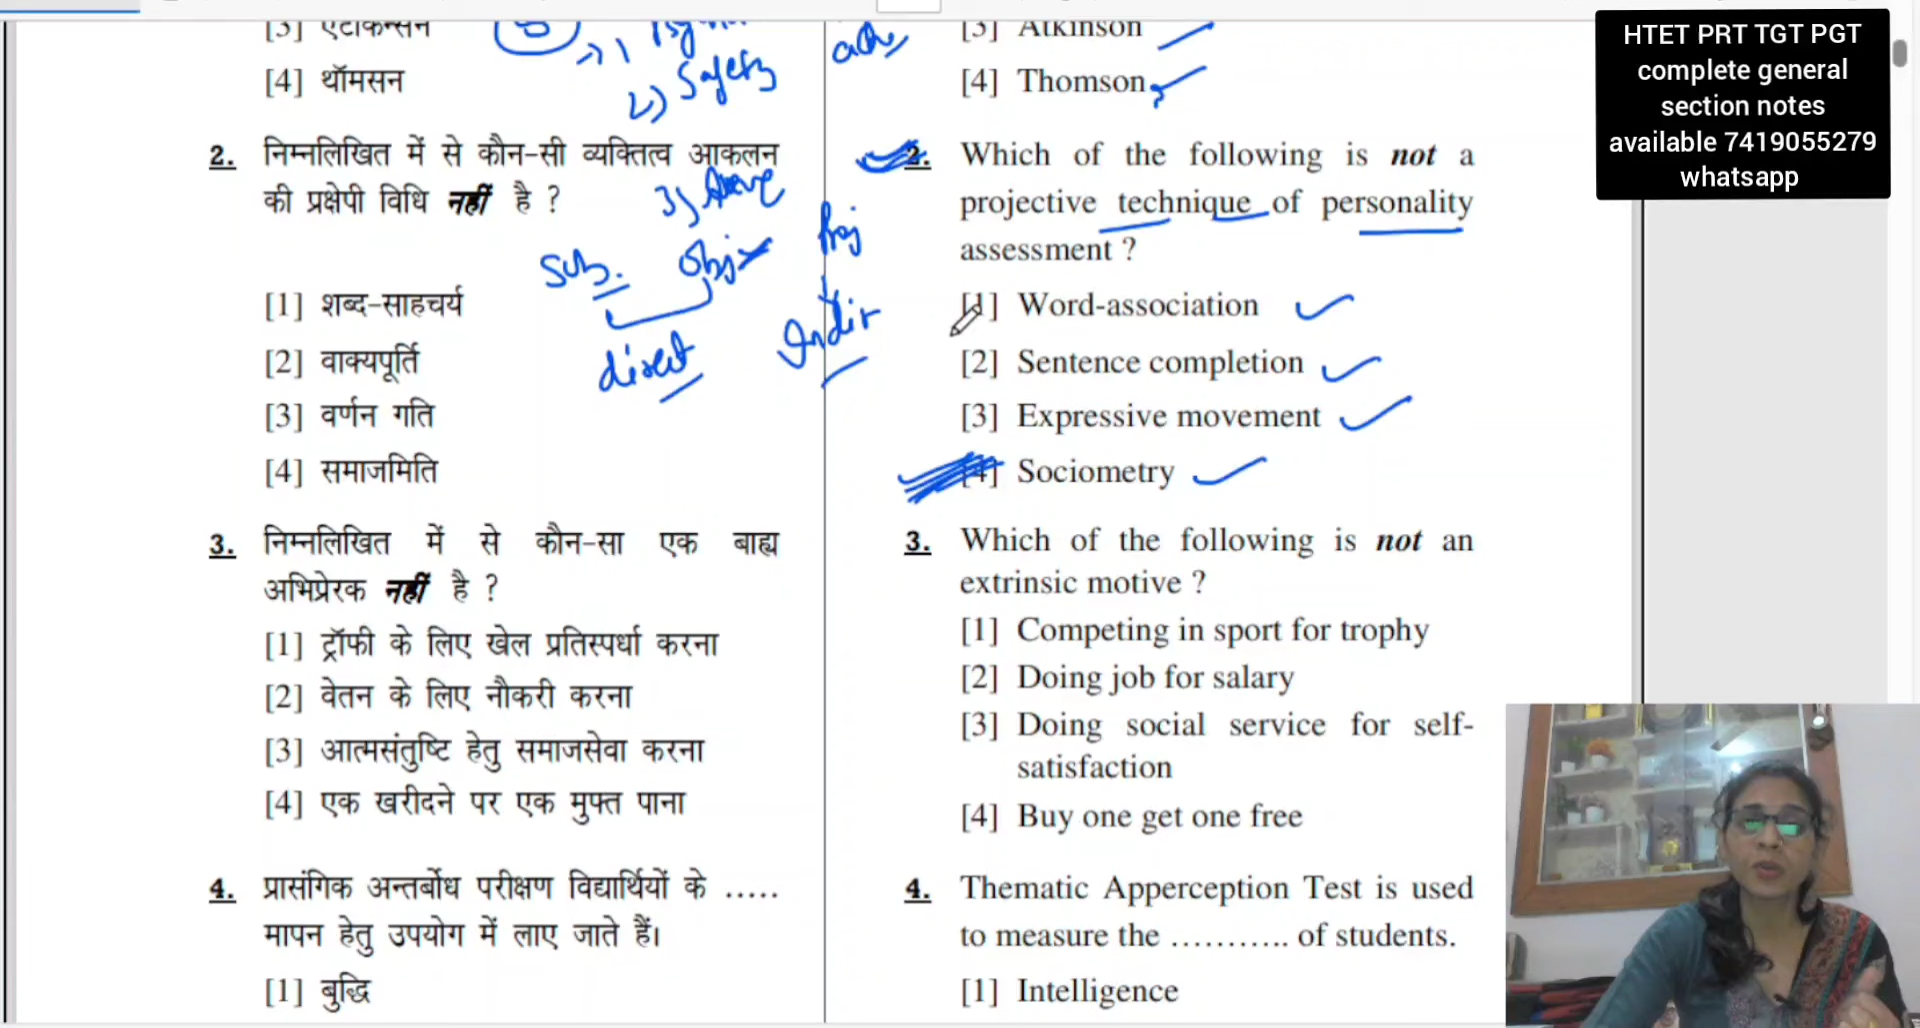 [3] एटकिन्सन
[4] थॉमसन
2. निम्नलिखित में से कौन-सी व्यक्तित्व आकलन
की प्रक्षेपी विधि नहीं है ?
[1] शब्द-साहचर्य
[2] वाक्यपूर्ति
[3] वर्णन गति
[4] समाजमिति
3. निम्नलिखित में से कौन-सा एक बाह्य
अभिप्रेरक नहीं है ?
[1] ट्रॉफी के लिए खेल प्रतिस्पर्धा करना
[2] वेतन के लिए नौकरी करना
[3] आत्मसंतुष्टि हेतु समाजसेवा करना
[4] एक खरीदने पर एक मुफ्त पाना
4. प्रासंगिक अन्तर्बोध परीक्षण विद्यार्थियों के .....
मापन हेतु उपयोग में लाए जाते हैं।
[1] बुद्धि
2) Safety
3)
Sub. Obj
Proj
direct
Indir
[3] Atkinson
[4] Thomson
2. Which of the following is not a
projective technique of personality
assessment ?
[1] Word-association
[2] Sentence completion
[3] Expressive movement
[4] Sociometry
3. Which of the following is not an
extrinsic motive ?
[1] Competing in sport for trophy
[2] Doing job for salary
[3] Doing social service for self-
satisfaction
[4] Buy one get one free
4. Thematic Apperception Test is used
to measure the ........... of students.
[1] Intelligence
HTET PRT TGT PGT
complete general
section notes
available 7419055279
whatsapp